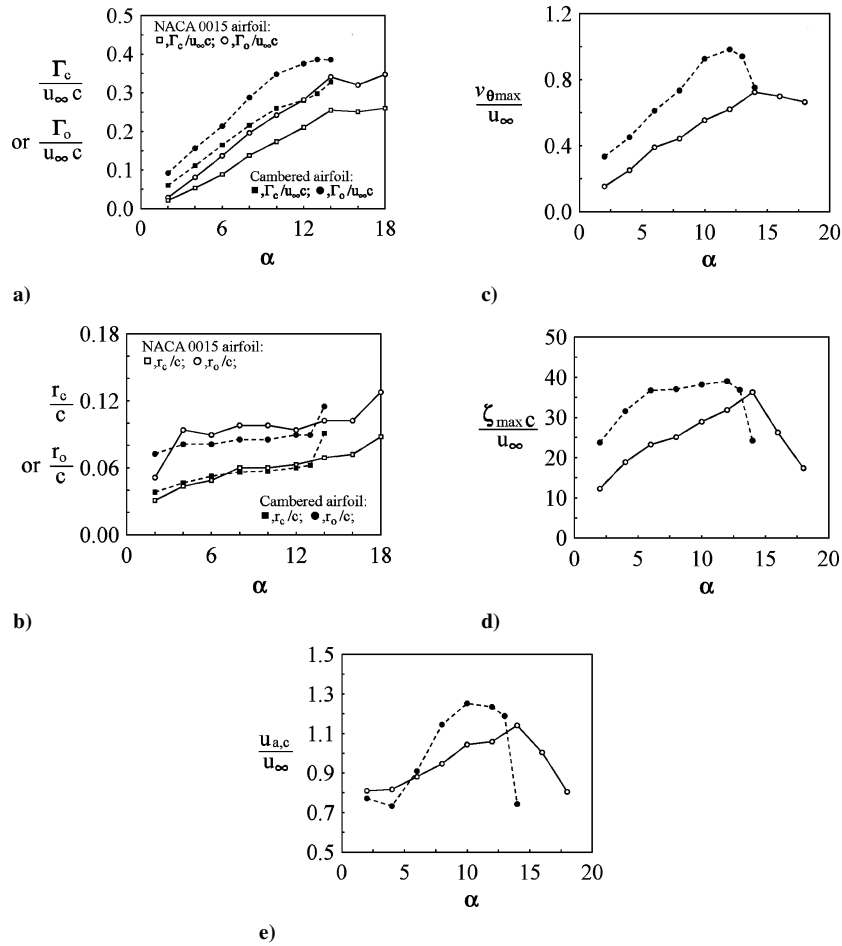 0.5
0.4
0.3
0.2
0.1
0.0
Γc
u∞ c
or Γo
u∞ c
NACA 0015 airfoil:
□,Γc/u∞c; ○,Γo/u∞c
Cambered airfoil:
■,Γc/u∞c; ●,Γo/u∞c
0 6 12 18
α
a)
1.2
0.8
0.4
0.0
vθmax
u∞
0 5 10 15 20
α
c)
0.18
0.12
0.06
0.00
rc
c
or ro
c
NACA 0015 airfoil:
□,rc/c; ○,ro/c;
Cambered airfoil:
■,rc/c; ●,ro/c;
0 6 12 18
α
b)
50
40
30
20
10
0
ζmax c
u∞
0 5 10 15 20
α
d)
1.5
1.3
1.1
0.9
0.7
0.5
ua,c
u∞
0 5 10 15 20
α
e)